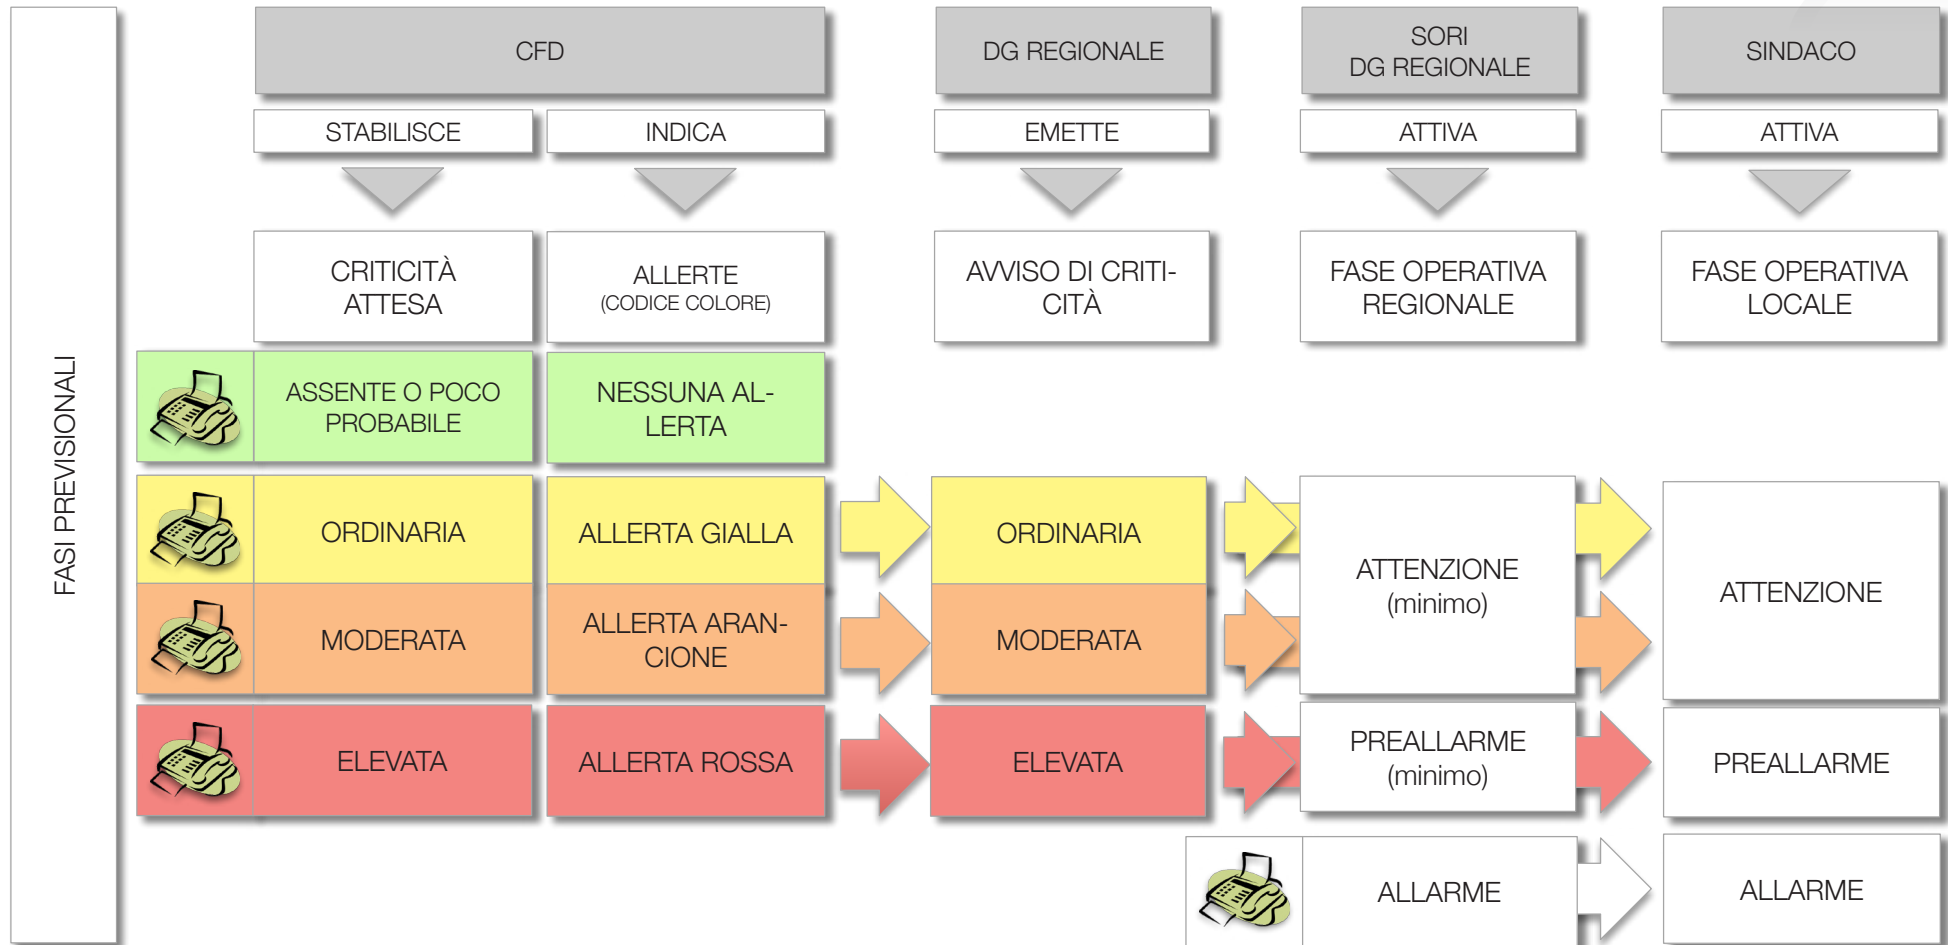 CFD
DG REGIONALE
SORI
DG REGIONALE
SINDACO
STABILISCE
INDICA
EMETTE
ATTIVA
ATTIVA
CRITICITÀ
ATTESA
ALLERTE
(CODICE COLORE)
AVVISO DI CRITI-
CITÀ
FASE OPERATIVA
REGIONALE
FASE OPERATIVA
LOCALE
FASI PREVISIONALI
ASSENTE O POCO
PROBABILE
NESSUNA AL-
LERTA
ORDINARIA
ALLERTA GIALLA
ORDINARIA
ATTENZIONE
(minimo)
ATTENZIONE
MODERATA
ALLERTA ARAN-
CIONE
MODERATA
ELEVATA
ALLERTA ROSSA
ELEVATA
PREALLARME
(minimo)
PREALLARME
ALLARME
ALLARME